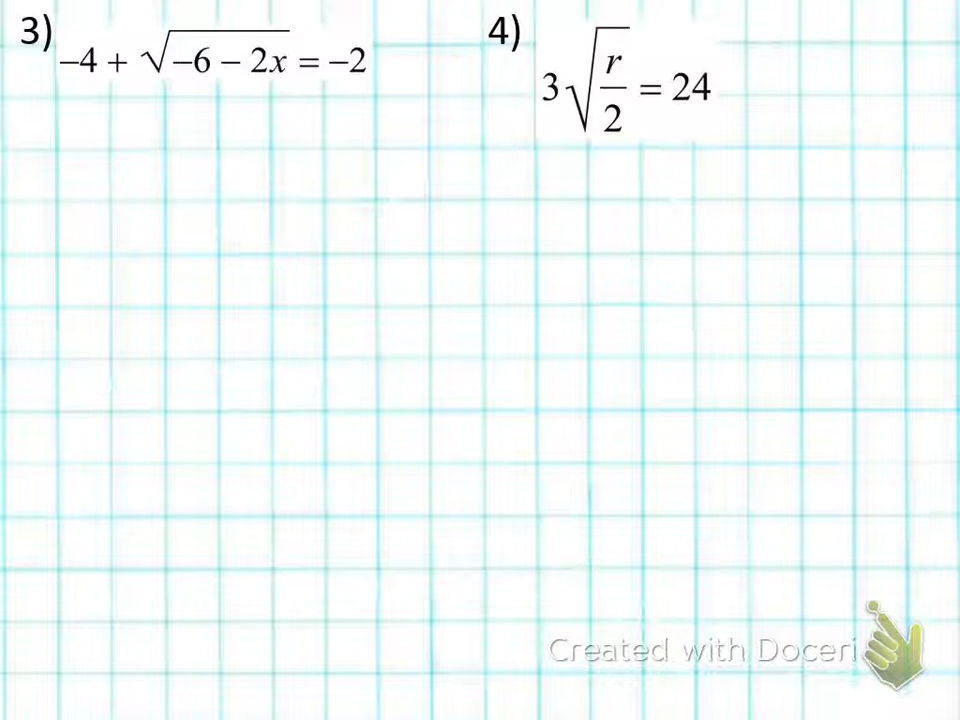 3) −4 + √(−6 − 2x) = −2
4) 3√(r/2) = 24
Created with Doceri